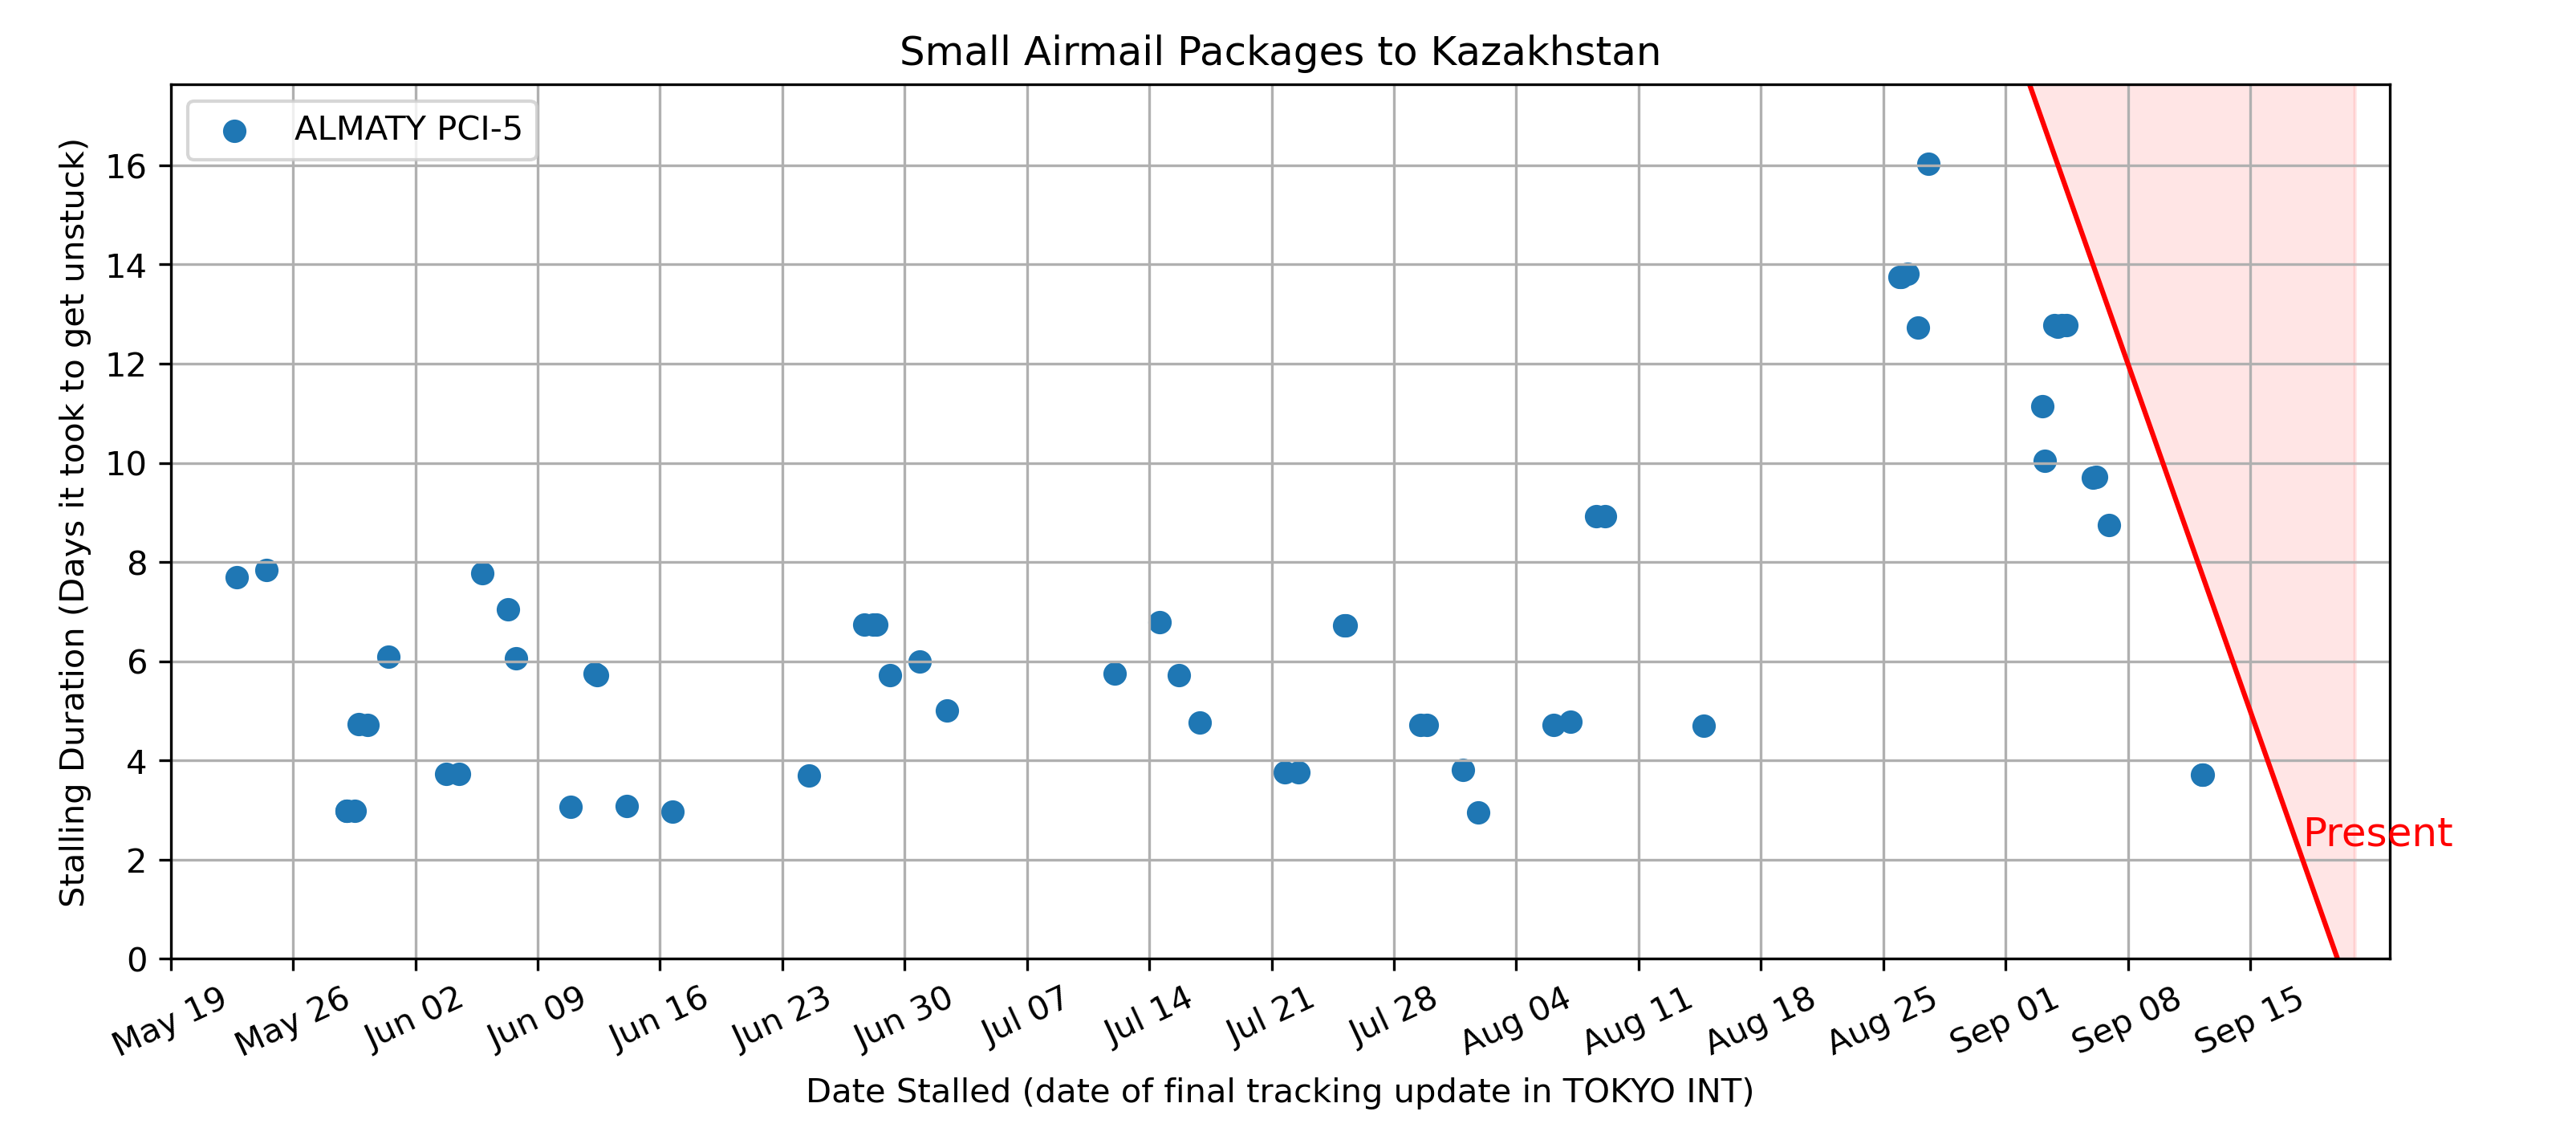 Small Airmail Packages to Kazakhstan
ALMATY PCI-5
Stalling Duration (Days it took to get unstuck)
16
14
12
10
8
6
4
2
0
Present
May 19
May 26
Jun 02
Jun 09
Jun 16
Jun 23
Jun 30
Jul 07
Jul 14
Jul 21
Jul 28
Aug 04
Aug 11
Aug 18
Aug 25
Sep 01
Sep 08
Sep 15
Date Stalled (date of final tracking update in TOKYO INT)